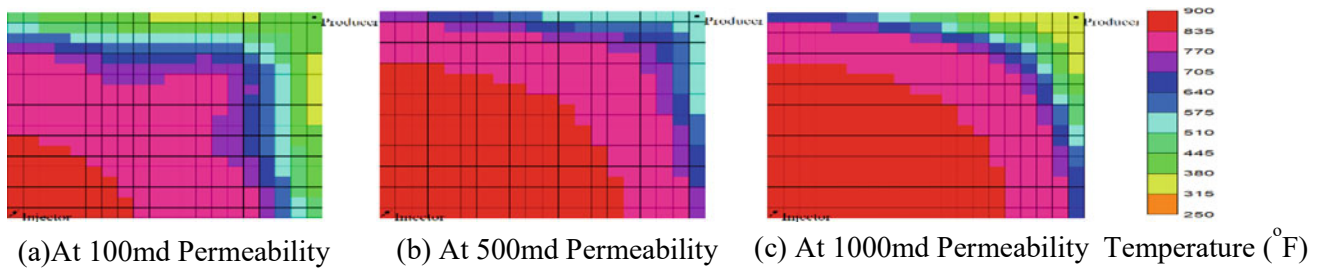 Producer
Injector
Producer
Injector
Producer
Injector
900
835
770
705
640
575
510
445
380
315
250
(a)At 100md Permeability
(b) At 500md Permeability
(c) At 1000md Permeability
Temperature (°F)